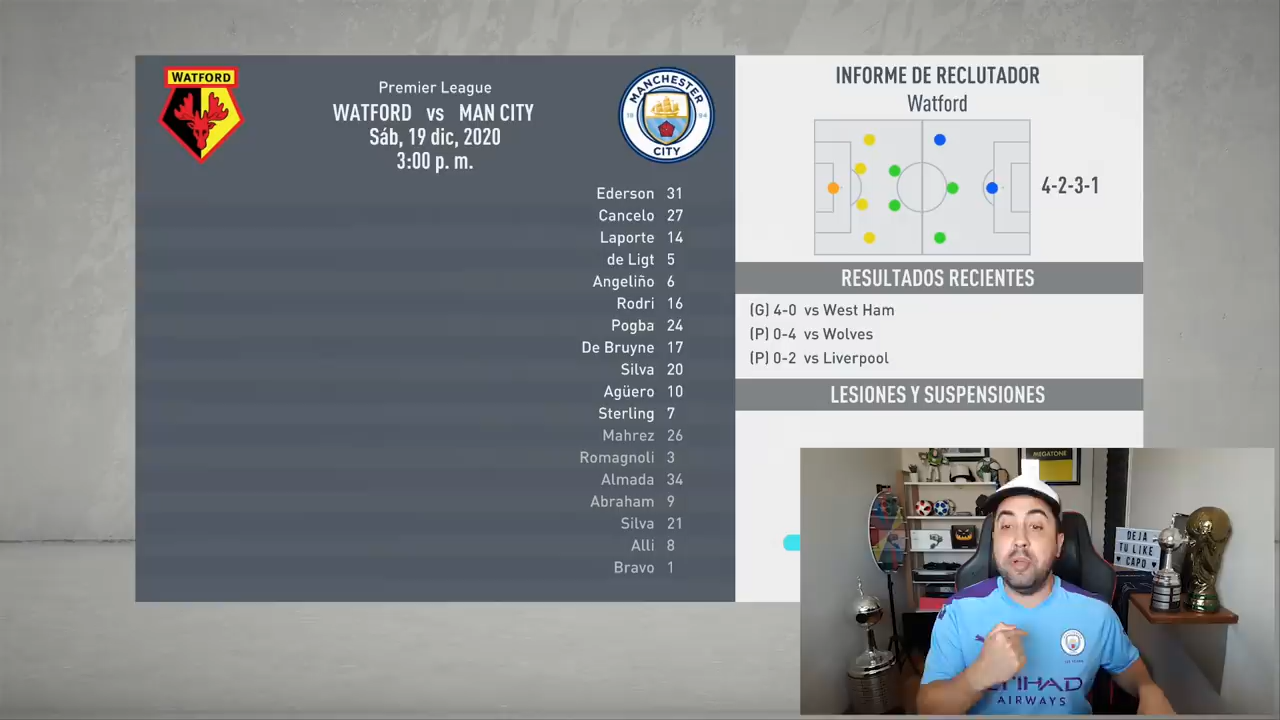 WATFORD
Premier League
WATFORD vs MAN CITY
Sáb, 19 dic, 2020
3:00 p. m.
MANCHESTER
18 94
CITY
Ederson 31
Cancelo 27
Laporte 14
de Ligt 5
Angeliño 6
Rodri 16
Pogba 24
De Bruyne 17
Silva 20
Agüero 10
Sterling 7
Mahrez 26
Romagnoli 3
Almada 34
Abraham 9
Silva 21
Alli 8
Bravo 1
INFORME DE RECLUTADOR
Watford
4-2-3-1
RESULTADOS RECIENTES
(G) 4-0 vs West Ham
(P) 0-4 vs Wolves
(P) 0-2 vs Liverpool
LESIONES Y SUSPENSIONES
MEGATONE
DEJA
TU LIKE
CAPO
ETIHAD
AIRWAYS